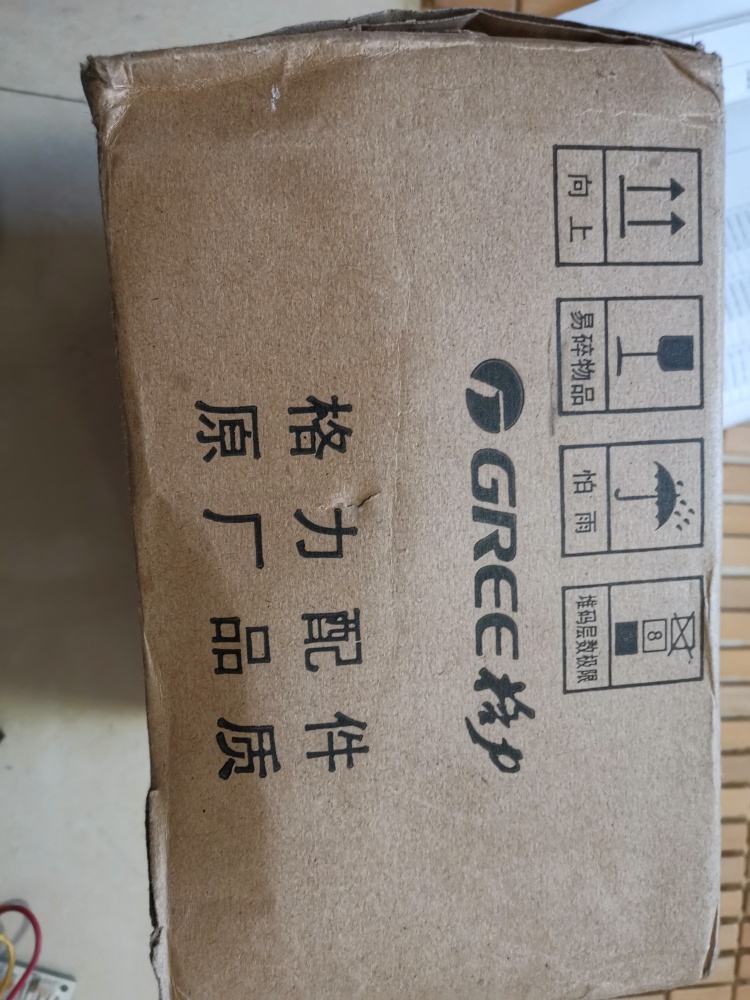 向上
易碎物品
怕雨
8
堆码层数极限
GREE格力
格力配件
原厂品质